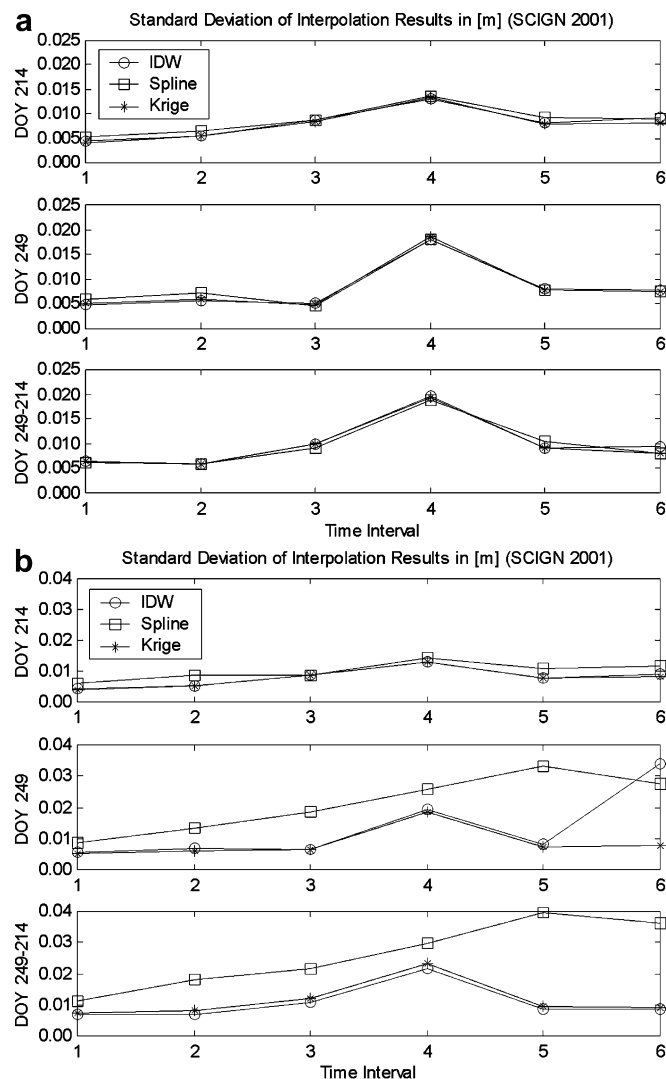 a
Standard Deviation of Interpolation Results in [m] (SCIGN 2001)
0.025
0.020
0.015
0.010
0.005
0.000
DOY 214
IDW
Spline
Krige
1 2 3 4 5 6
0.025
0.020
0.015
0.010
0.005
0.000
DOY 249
1 2 3 4 5 6
0.025
0.020
0.015
0.010
0.005
0.000
DOY 249-214
1 2 3 4 5 6
Time Interval
b
Standard Deviation of Interpolation Results in [m] (SCIGN 2001)
0.04
0.03
0.02
0.01
0.00
DOY 214
IDW
Spline
Krige
1 2 3 4 5 6
0.04
0.03
0.02
0.01
0.00
DOY 249
1 2 3 4 5 6
0.04
0.03
0.02
0.01
0.00
DOY 249-214
1 2 3 4 5 6
Time Interval